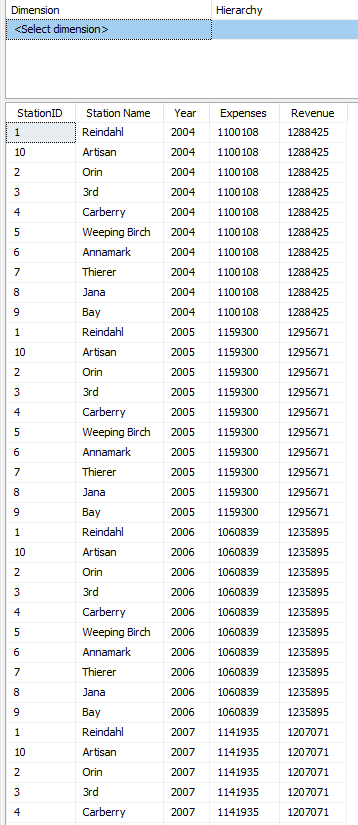 Dimension Hierarchy
<Select dimension>
StationID Station Name Year Expenses Revenue
1 Reindahl 2004 1100108 1288425
10 Artisan 2004 1100108 1288425
2 Orin 2004 1100108 1288425
3 3rd 2004 1100108 1288425
4 Carberry 2004 1100108 1288425
5 Weeping Birch 2004 1100108 1288425
6 Annamark 2004 1100108 1288425
7 Thierer 2004 1100108 1288425
8 Jana 2004 1100108 1288425
9 Bay 2004 1100108 1288425
1 Reindahl 2005 1159300 1295671
10 Artisan 2005 1159300 1295671
2 Orin 2005 1159300 1295671
3 3rd 2005 1159300 1295671
4 Carberry 2005 1159300 1295671
5 Weeping Birch 2005 1159300 1295671
6 Annamark 2005 1159300 1295671
7 Thierer 2005 1159300 1295671
8 Jana 2005 1159300 1295671
9 Bay 2005 1159300 1295671
1 Reindahl 2006 1060839 1235895
10 Artisan 2006 1060839 1235895
2 Orin 2006 1060839 1235895
3 3rd 2006 1060839 1235895
4 Carberry 2006 1060839 1235895
5 Weeping Birch 2006 1060839 1235895
6 Annamark 2006 1060839 1235895
7 Thierer 2006 1060839 1235895
8 Jana 2006 1060839 1235895
9 Bay 2006 1060839 1235895
1 Reindahl 2007 1141935 1207071
10 Artisan 2007 1141935 1207071
2 Orin 2007 1141935 1207071
3 3rd 2007 1141935 1207071
4 Carberry 2007 1141935 1207071